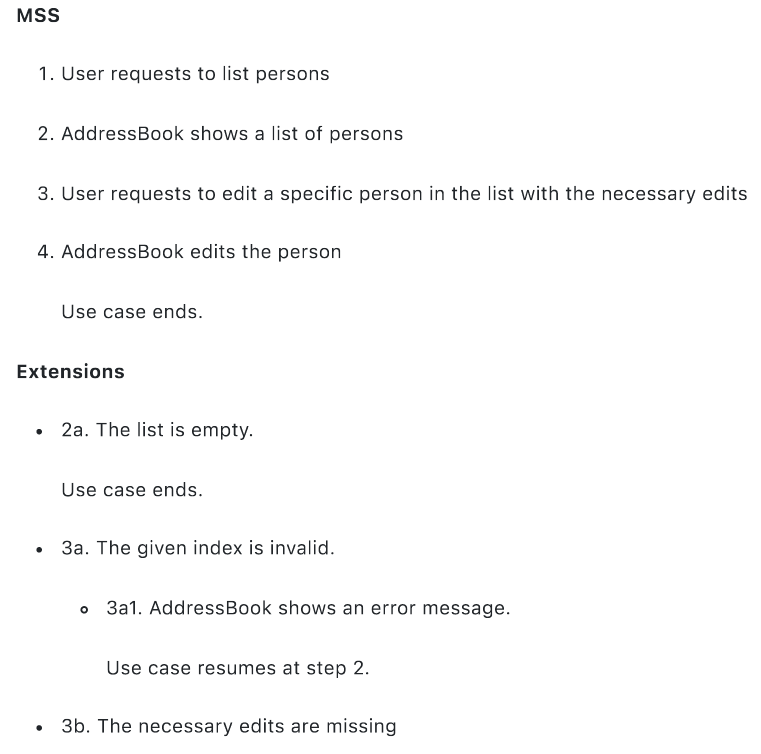 MSS
1. User requests to list persons
2. AddressBook shows a list of persons
3. User requests to edit a specific person in the list with the necessary edits
4. AddressBook edits the person
Use case ends.
Extensions
• 2a. The list is empty.
Use case ends.
• 3a. The given index is invalid.
◦ 3a1. AddressBook shows an error message.
Use case resumes at step 2.
• 3b. The necessary edits are missing